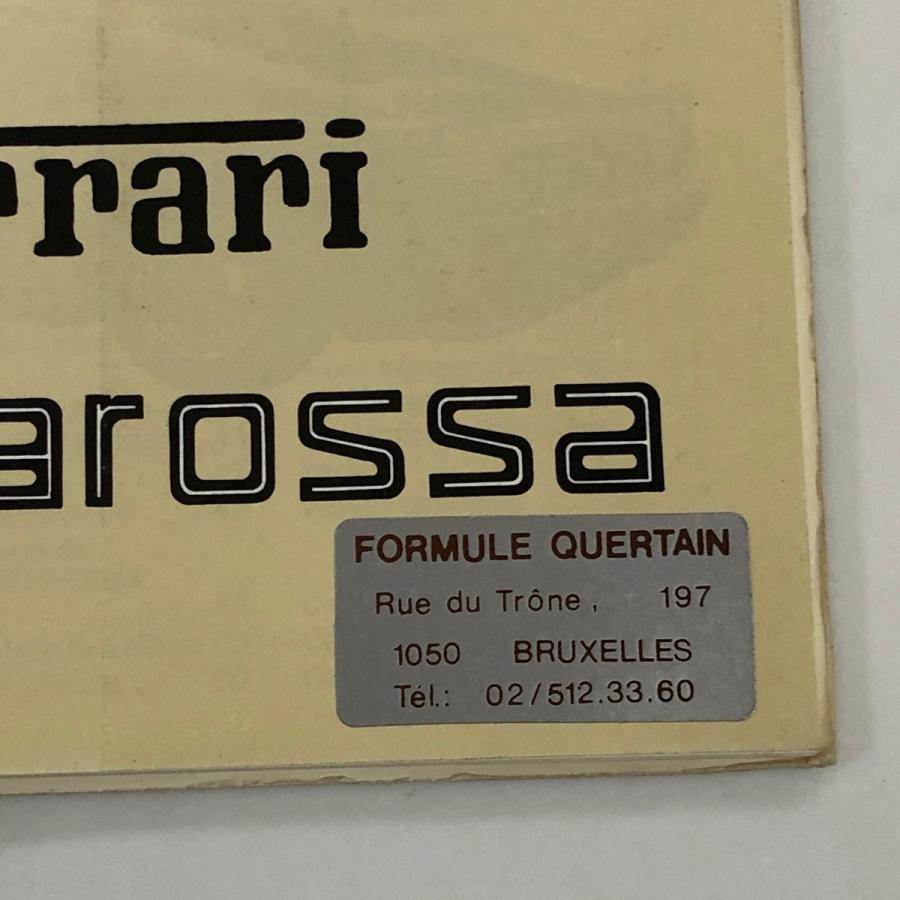 rrari
arossa
FORMULE QUERTAIN
Rue du Trône, 197
1050 BRUXELLES
Tél.: 02/512.33.60